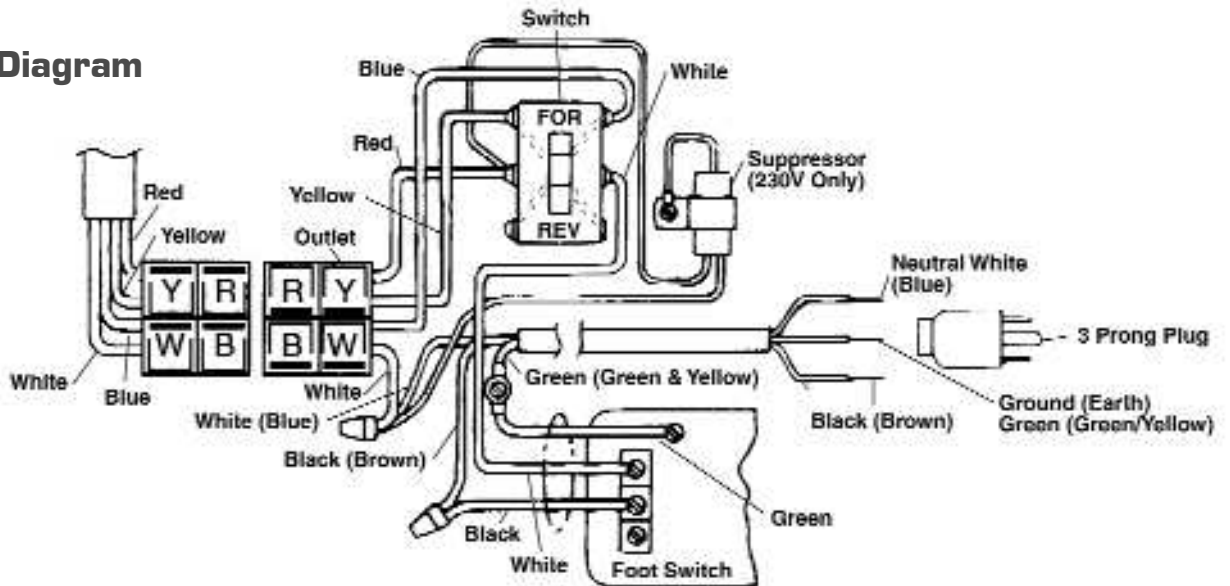 Diagram
Switch
Blue
White
FOR
Red
Suppressor
(230V Only)
Red
Yellow
REV
Yellow
Outlet
Neutral White
(Blue)
Y R R Y
3 Prong Plug
W B B W
White
Blue
White
Green (Green & Yellow)
White (Blue)
Black (Brown)
Ground (Earth)
Green (Green/Yellow)
Black (Brown)
Green
Black
White
Foot Switch